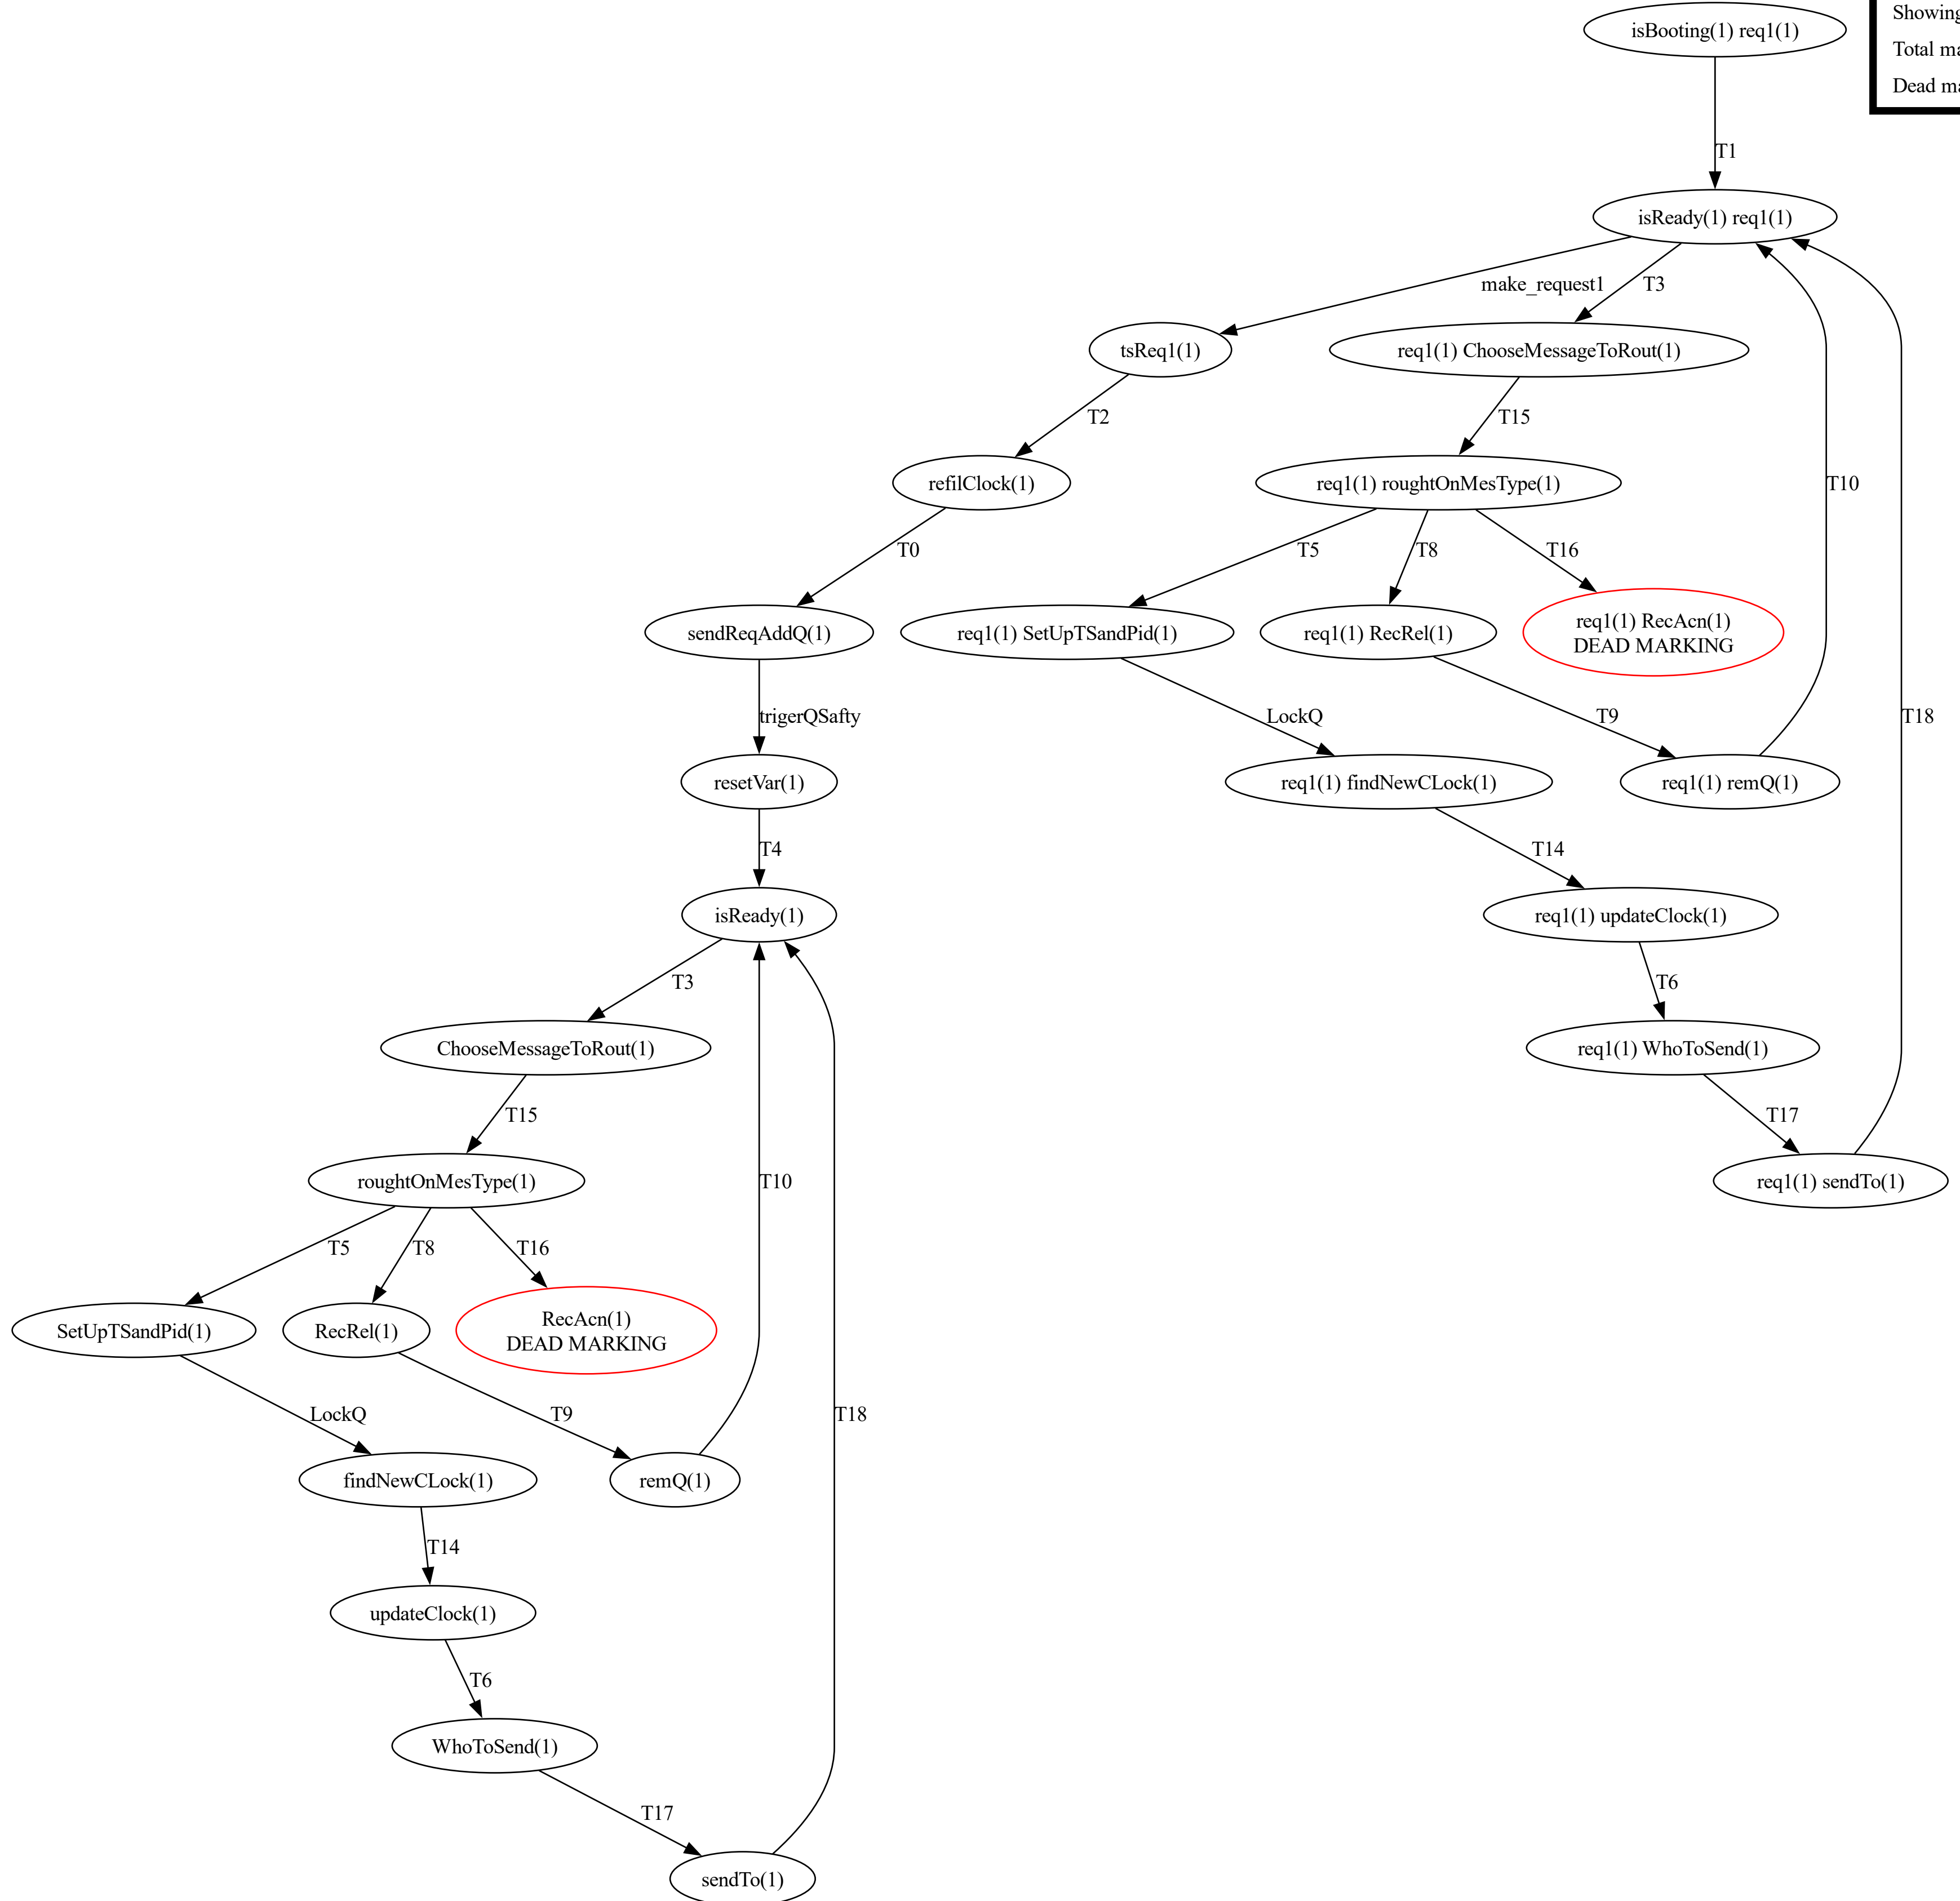 isBooting(1) req1(1)
Showing
Total ma
Dead ma
T1
isReady(1) req1(1)
make_request1
T3
tsReq1(1)
req1(1) ChooseMessageToRout(1)
T2
T15
refilClock(1)
req1(1) roughtOnMesType(1)
T10
T0
T5
T8
T16
sendReqAddQ(1)
req1(1) SetUpTSandPid(1)
req1(1) RecRel(1)
req1(1) RecAcn(1)
DEAD MARKING
trigerQSafty
LockQ
T9
T18
resetVar(1)
req1(1) findNewCLock(1)
req1(1) remQ(1)
T4
T14
isReady(1)
req1(1) updateClock(1)
T3
T6
ChooseMessageToRout(1)
req1(1) WhoToSend(1)
T15
T17
roughtOnMesType(1)
T10
req1(1) sendTo(1)
T5
T8
T16
SetUpTSandPid(1)
RecRel(1)
RecAcn(1)
DEAD MARKING
LockQ
T9
T18
findNewCLock(1)
remQ(1)
T14
updateClock(1)
T6
WhoToSend(1)
T17
sendTo(1)